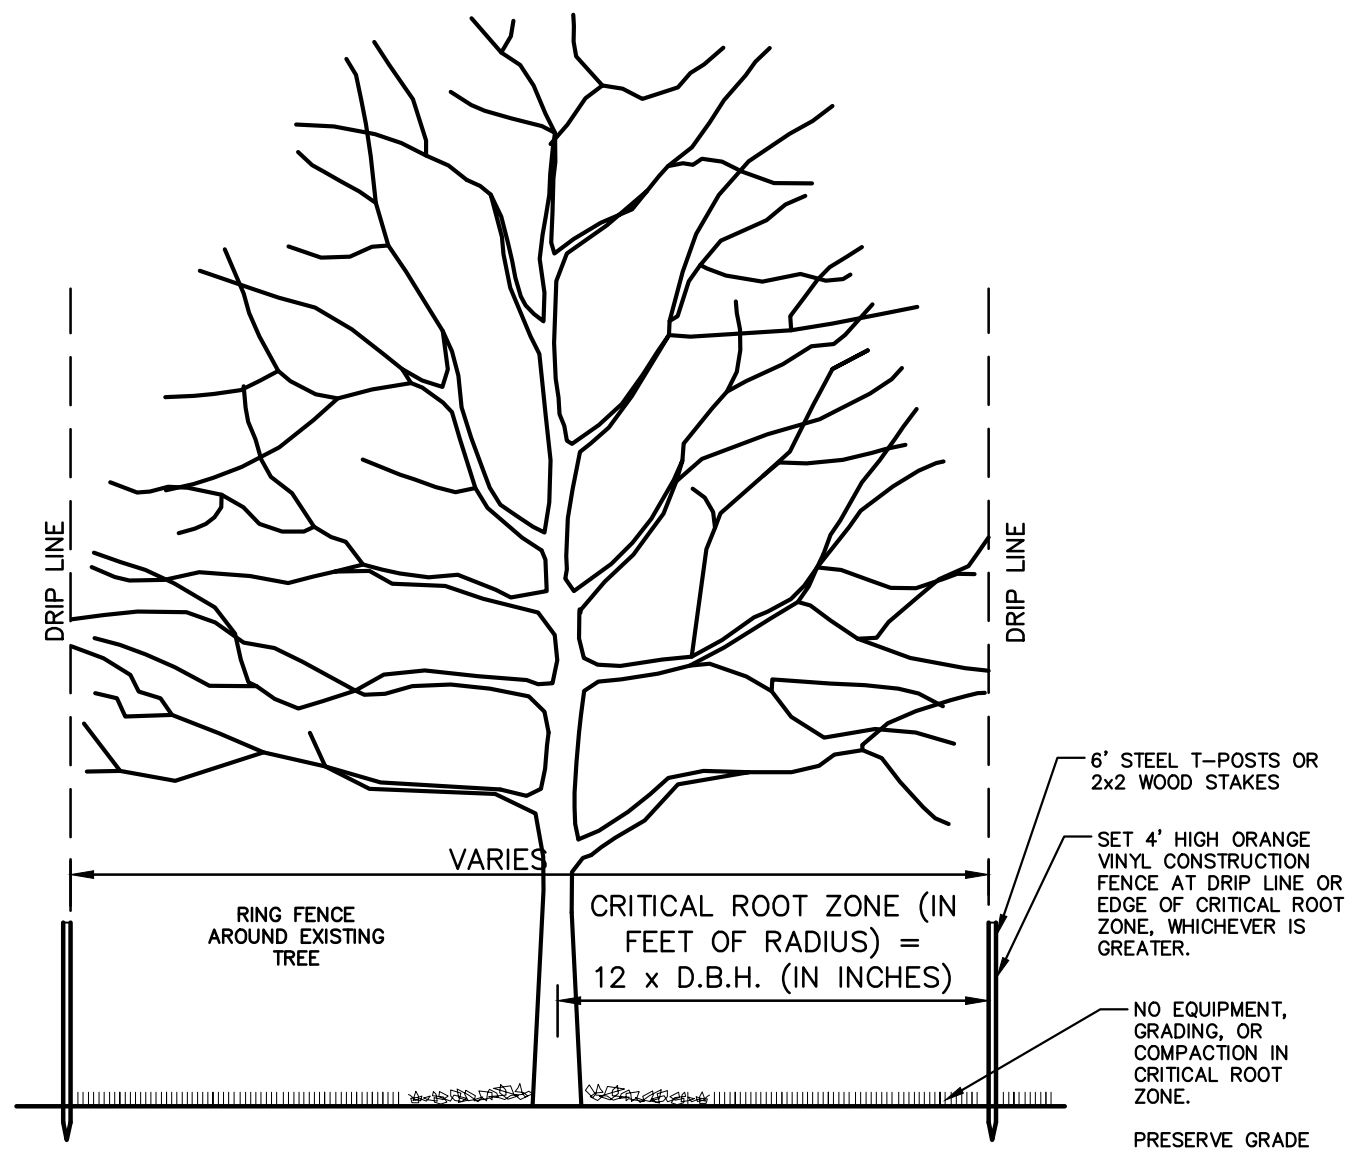 DRIP LINE
DRIP LINE
6' STEEL T-POSTS OR
2x2 WOOD STAKES
SET 4' HIGH ORANGE
VINYL CONSTRUCTION
FENCE AT DRIP LINE OR
EDGE OF CRITICAL ROOT
ZONE, WHICHEVER IS
GREATER.
VARIES
RING FENCE
AROUND EXISTING
TREE
CRITICAL ROOT ZONE (IN
FEET OF RADIUS) =
12 x D.B.H. (IN INCHES)
NO EQUIPMENT,
GRADING, OR
COMPACTION IN
CRITICAL ROOT
ZONE.
PRESERVE GRADE